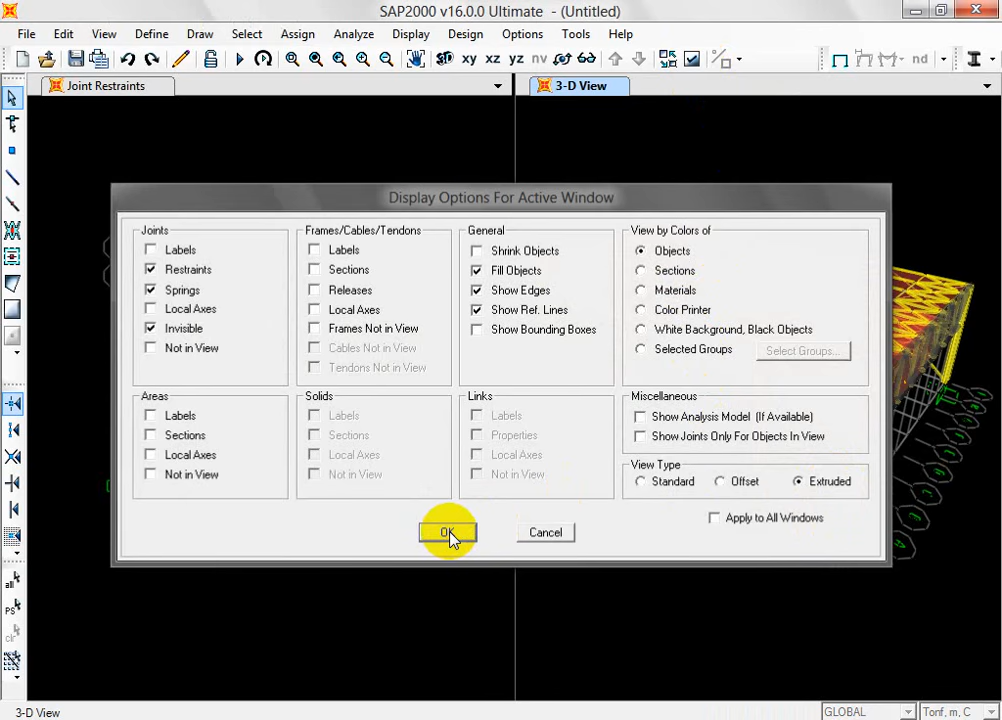 SAP2000 v16.0.0 Ultimate - (Untitled)
File Edit View Define Draw Select Assign Analyze Display Design Options Tools Help
3D xy xz yz nv nd
Joint Restraints
3-D View
Display Options For Active Window
Joints
Labels
Restraints
Springs
Local Axes
Invisible
Not in View
Frames/Cables/Tendons
Labels
Sections
Releases
Local Axes
Frames Not in View
Cables Not in View
Tendons Not in View
General
Shrink Objects
Fill Objects
Show Edges
Show Ref. Lines
Show Bounding Boxes
View by Colors of
Objects
Sections
Materials
Color Printer
White Background, Black Objects
Selected Groups
Select Groups...
Areas
Labels
Sections
Local Axes
Not in View
Solids
Labels
Sections
Local Axes
Not in View
Links
Labels
Properties
Local Axes
Not in View
Miscellaneous
Show Analysis Model (If Available)
Show Joints Only For Objects In View
View Type
Standard
Offset
Extruded
Apply to All Windows
OK
Cancel
all
PS
clr
3-D View
GLOBAL
Tonf, m, C